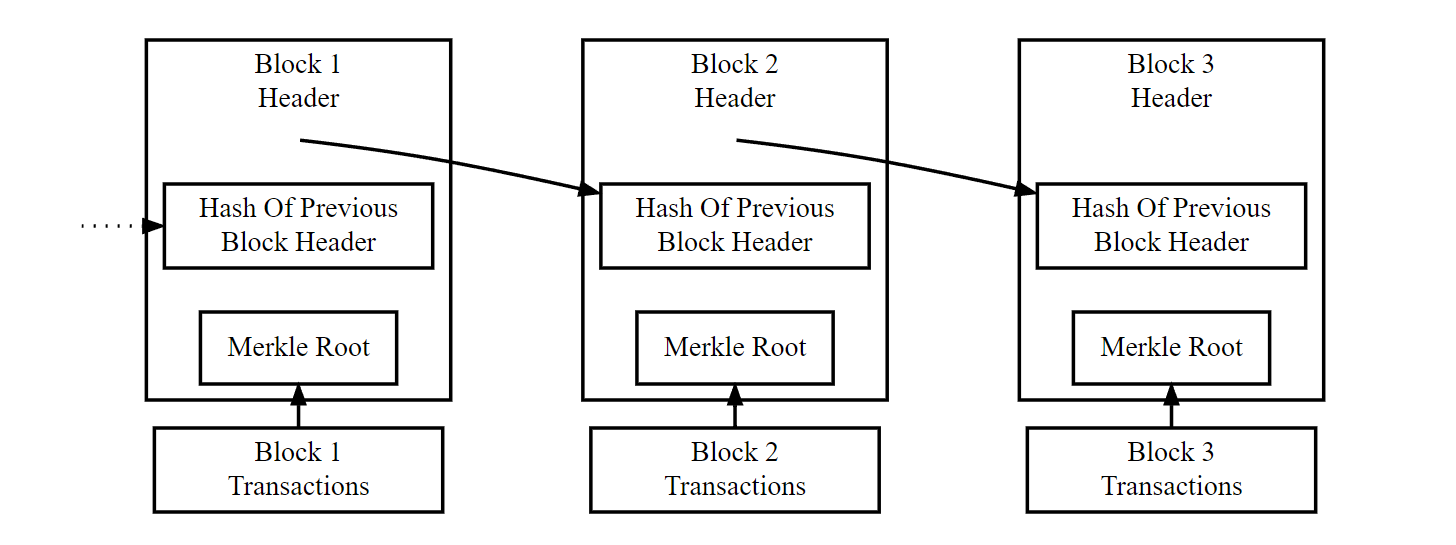 Block 1
Header
Hash Of Previous
Block Header
Merkle Root
Block 1
Transactions
Block 2
Header
Hash Of Previous
Block Header
Merkle Root
Block 2
Transactions
Block 3
Header
Hash Of Previous
Block Header
Merkle Root
Block 3
Transactions